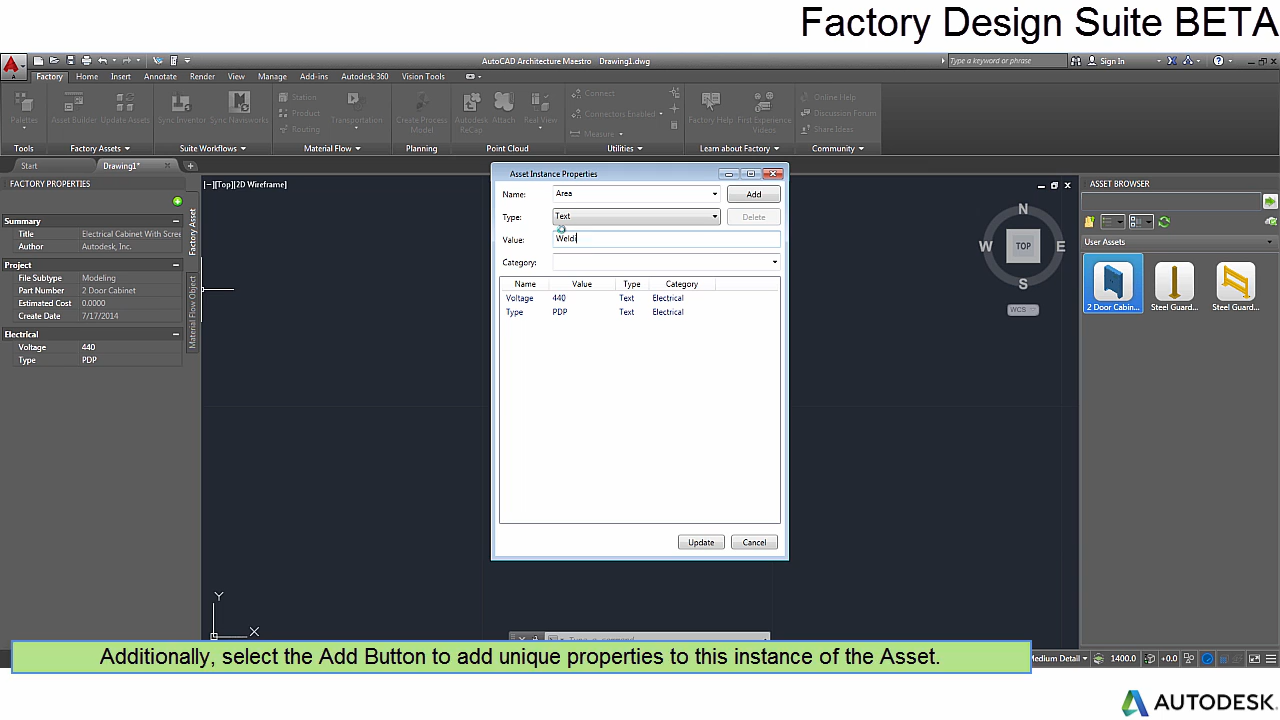 Factory Design Suite BETA
AutoCAD Architecture Maestro Drawing1.dwg
Type a keyword or phrase
Sign In
Factory Home Insert Annotate Render View Manage Add-ins Autodesk 360 Vision Tools
Palettes
Asset Builder
Update Assets
Sync Inventor
Sync Navisworks
Station
Product
Routing
Transportation
Create Process Model
Autodesk ReCap
Attach
Real View
Connect
Connectors Enabled
Measure
Factory Help
First Experience Videos
Online Help
Discussion Forum
Share Ideas
Tools Factory Assets Suite Workflows Material Flow Planning Point Cloud Utilities Learn about Factory Community
Start Drawing1*
FACTORY PROPERTIES
Summary
Title Electrical Cabinet With Scree
Author Autodesk, Inc.
Project
File Subtype Modeling
Part Number 2 Door Cabinet
Estimated Cost 0.0000
Create Date 7/17/2014
Electrical
Voltage 440
Type PDP
Factory Asset
Material Flow Object
[−][Top][2D Wireframe]
Asset Instance Properties
Name: Area Add
Type: Text Delete
Value: Weldi
Category:
Name Value Type Category
Voltage 440 Text Electrical
Type PDP Text Electrical
Update Cancel
N
W TOP E
S
WCS
ASSET BROWSER
User Assets
2 Door Cabin... Steel Guard... Steel Guard...
Y
X
Type a command
Additionally, select the Add Button to add unique properties to this instance of the Asset.
Medium Detail 1400.0 +0.0
AUTODESK.